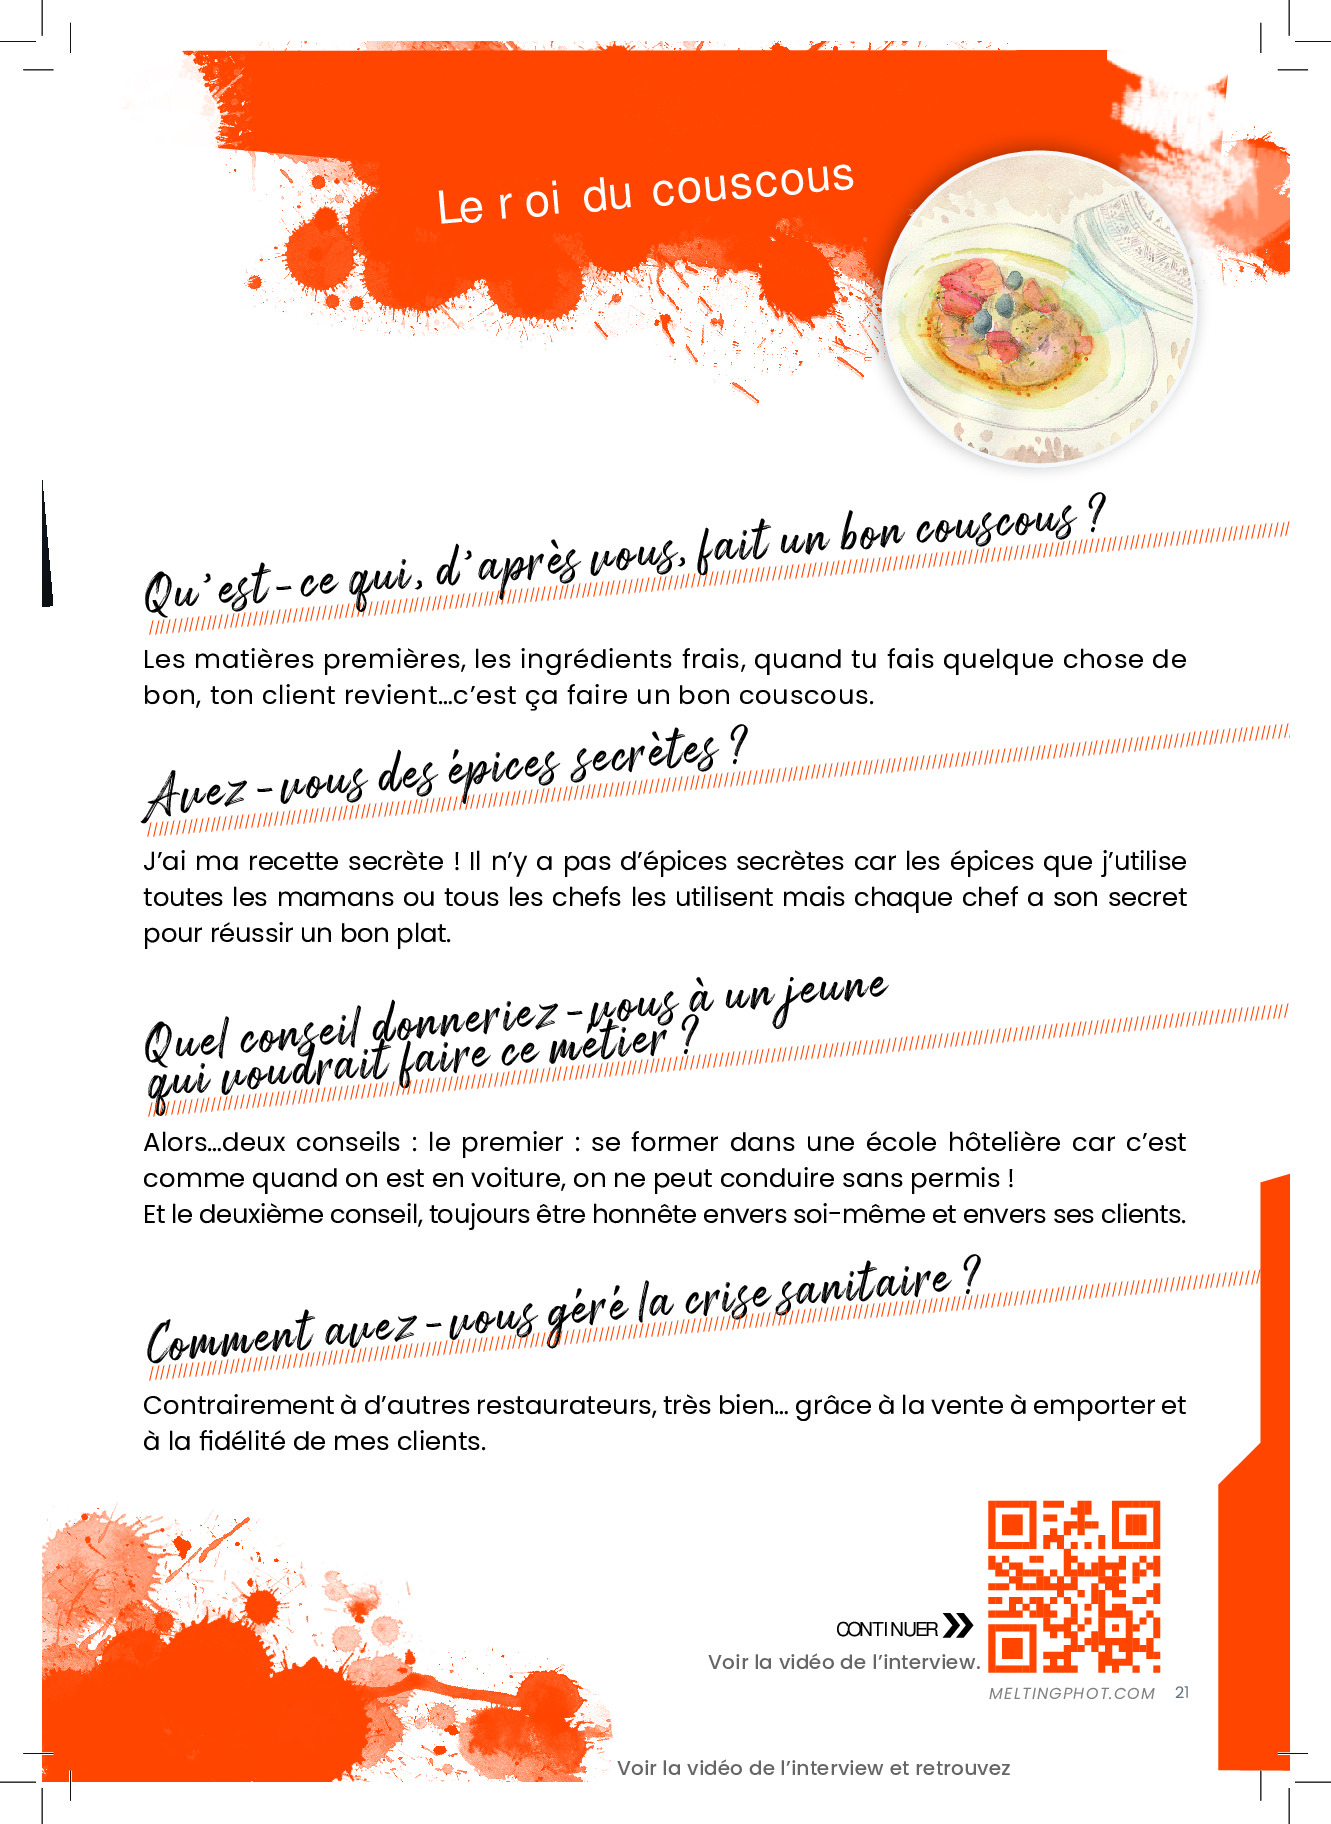 Le roi du couscous
Qu'est-ce qui, d'après vous, fait un bon couscous ?
Les matières premières, les ingrédients frais, quand tu fais quelque chose de
bon, ton client revient...c'est ça faire un bon couscous.
Avez-vous des épices secrètes ?
J'ai ma recette secrète ! Il n'y a pas d'épices secrètes car les épices que j'utilise
toutes les mamans ou tous les chefs les utilisent mais chaque chef a son secret
pour réussir un bon plat.
Quel conseil donneriez-vous à un jeune
qui voudrait faire ce métier ?
Alors...deux conseils : le premier : se former dans une école hôtelière car c'est
comme quand on est en voiture, on ne peut conduire sans permis !
Et le deuxième conseil, toujours être honnête envers soi-même et envers ses clients.
Comment avez-vous géré la crise sanitaire ?
Contrairement à d'autres restaurateurs, très bien... grâce à la vente à emporter et
à la fidélité de mes clients.
CONTINUER
Voir la vidéo de l'interview.
MELTINGPHOT.COM 21
Voir la vidéo de l'interview et retrouvez